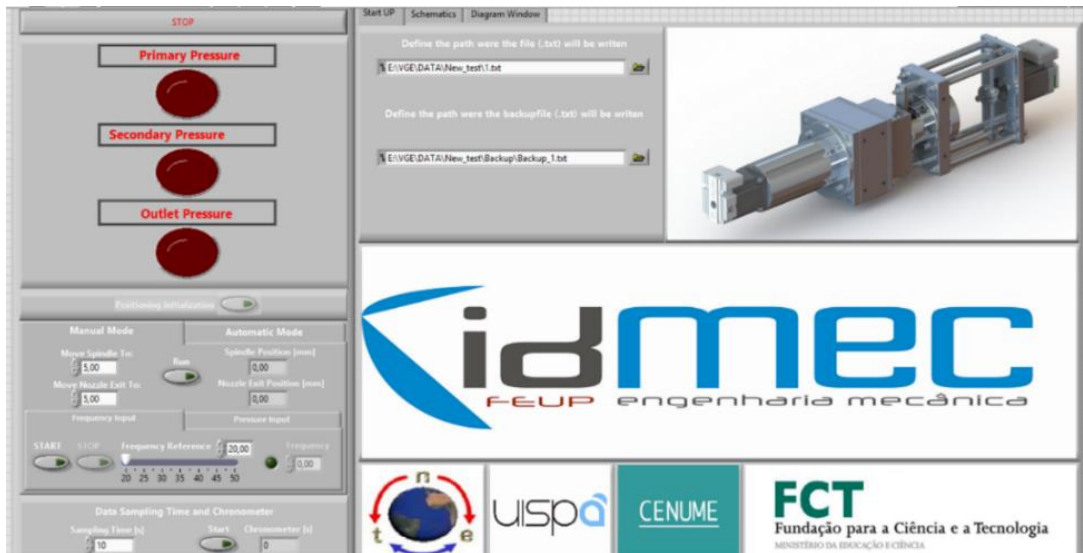 STOP
Primary Pressure
Secondary Pressure
Outlet Pressure
Positioning Initialization
Manual Mode
Automatic Mode
Move Spindle To:
5,00
Run
Spindle Position [mm]
0,00
Move Nozzle Exit To:
5,00
Nozzle Exit Position [mm]
0,00
Frequency Input
Pressure Input
START
STOP
Frequency Reference
20,00
Frequency
0,00
20 25 30 35 40 45 50
Data Sampling Time and Chronometer
Sampling Time [s]
10
Start
Chronometer [s]
0
Start UP
Schematics
Diagram Window
Define the path were the file (.txt) will be writen
E:\VGE\DATA\New_test\1.txt
Define the path were the backupfile (.txt) will be writen
E:\VGE\DATA\New_test\Backup\Backup_1.txt
idmec
FEUP engenharia mecânica
n
t
e
UISPA
CENUME
FCT
Fundação para a Ciência e a Tecnologia
MINISTÉRIO DA EDUCAÇÃO E CIÊNCIA